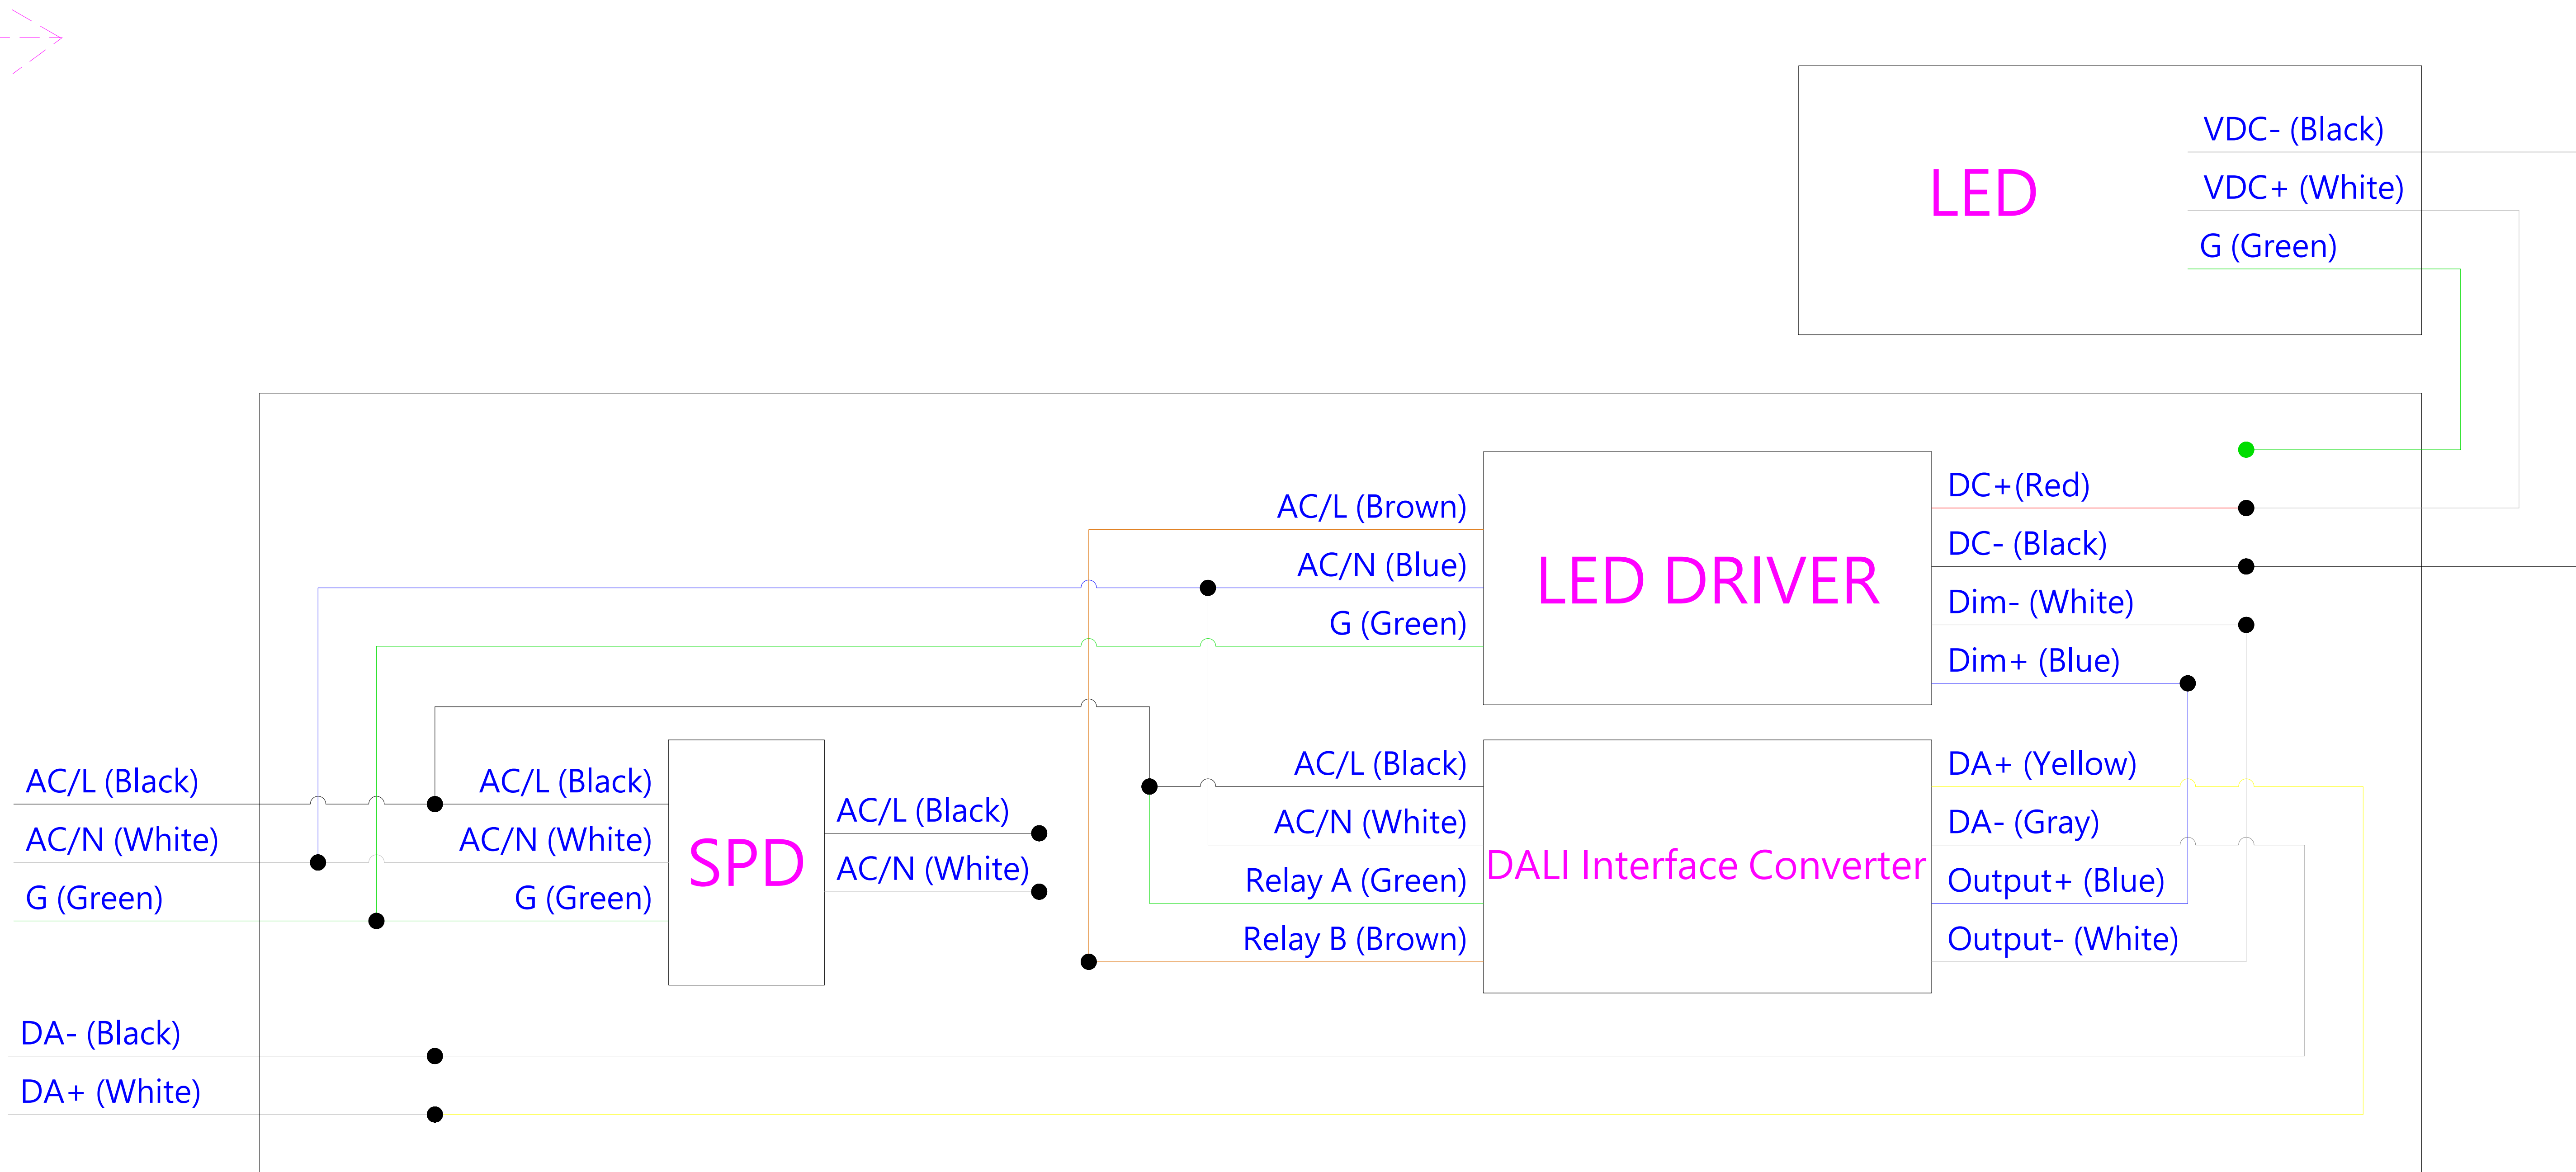 VDC- (Black)
VDC+ (White)
G (Green)
LED
DC+(Red)
DC- (Black)
Dim- (White)
Dim+ (Blue)
AC/L (Brown)
AC/N (Blue)
G (Green)
LED DRIVER
AC/L (Black)
AC/N (White)
G (Green)
AC/L (Black)
AC/N (White)
G (Green)
SPD
AC/L (Black)
AC/N (White)
AC/L (Black)
AC/N (White)
Relay A (Green)
Relay B (Brown)
DALI Interface Converter
DA+ (Yellow)
DA- (Gray)
Output+ (Blue)
Output- (White)
DA- (Black)
DA+ (White)